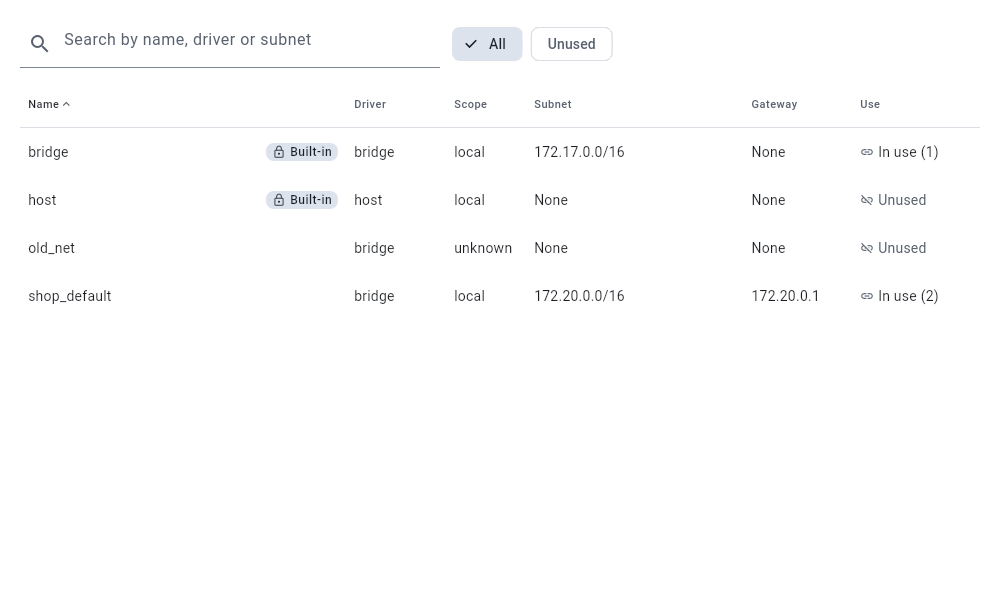 Search by name, driver or subnet All Unused
Name Driver Scope Subnet Gateway Use
bridge Built-in bridge local 172.17.0.0/16 None In use (1)
host Built-in host local None None Unused
old_net bridge unknown None None Unused
shop_default bridge local 172.20.0.0/16 172.20.0.1 In use (2)